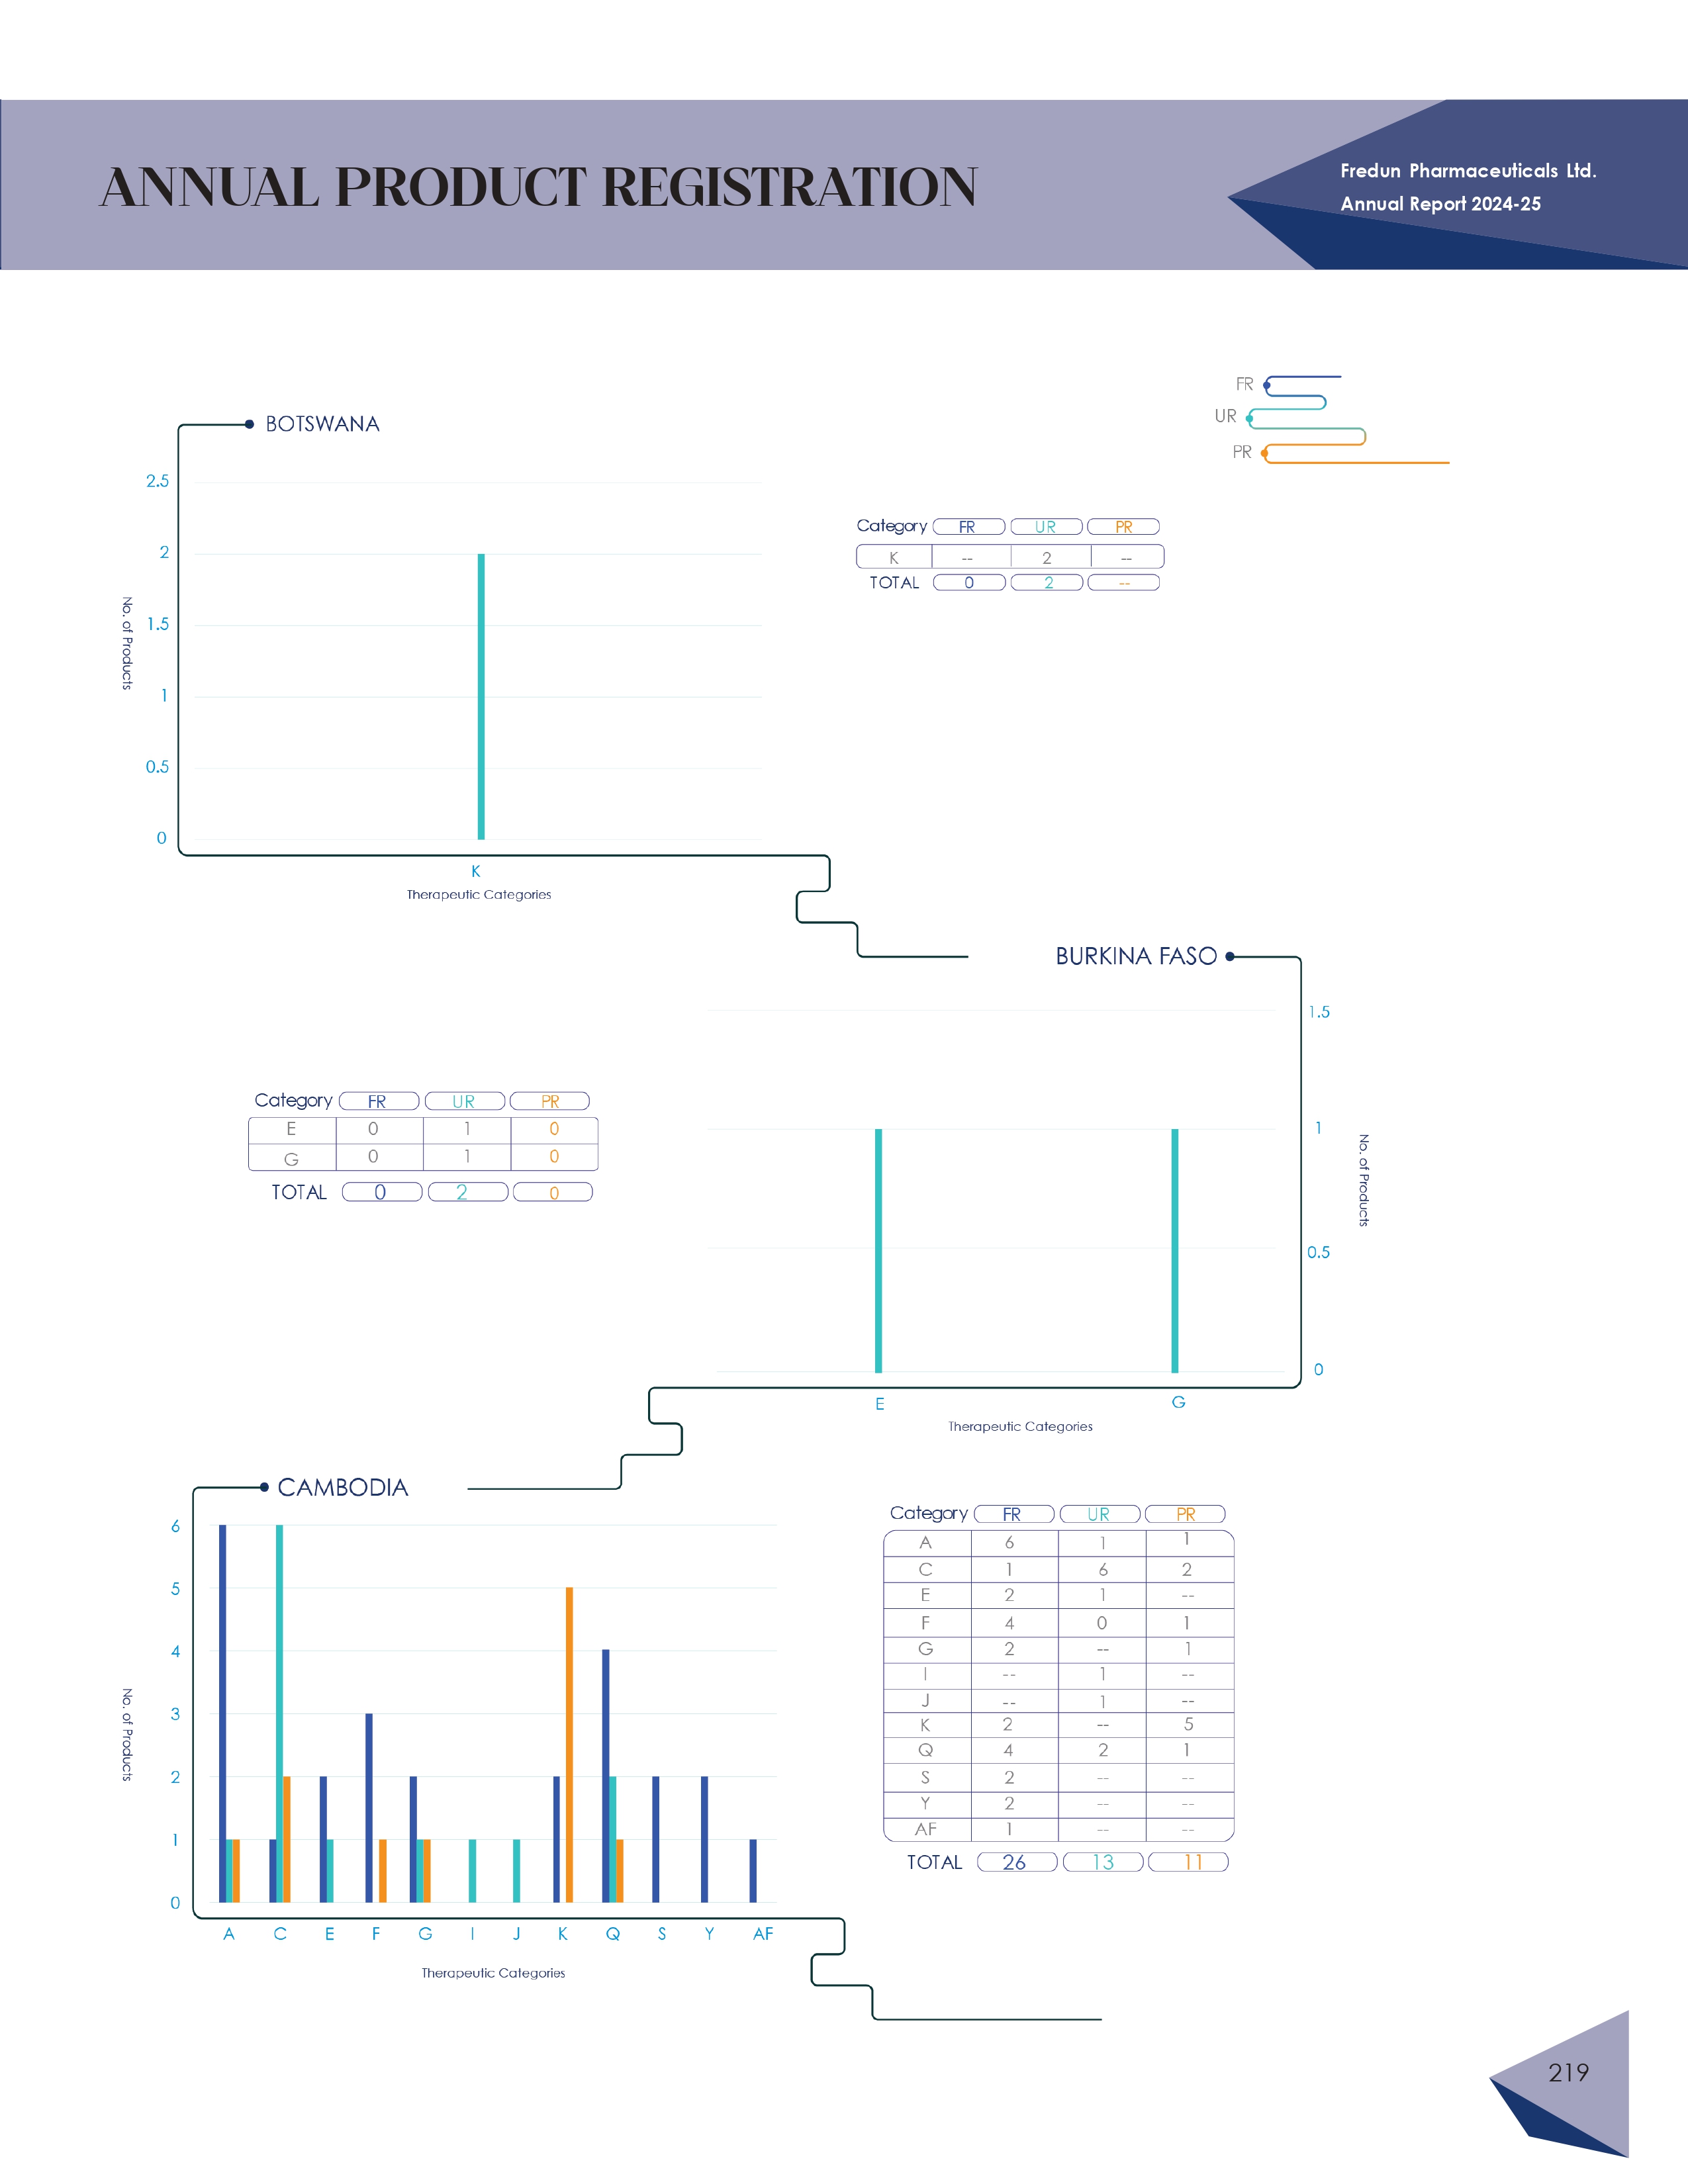 ANNUAL PRODUCT REGISTRATION
Fredun Pharmaceuticals Ltd.
Annual Report 2024-25
FR
UR
PR
BOTSWANA
2.5
2
1.5
1
0.5
0
No. of Products
K
Therapeutic Categories
Category FR UR PR
K -- 2 --
TOTAL 0 2 --
BURKINA FASO
1.5
1
0.5
0
No. of Products
E G
Therapeutic Categories
Category FR UR PR
E 0 1 0
G 0 1 0
TOTAL 0 2 0
CAMBODIA
6
5
4
3
2
1
0
No. of Products
A C E F G I J K Q S Y AF
Therapeutic Categories
Category FR UR PR
A 6 1 1
C 1 6 2
E 2 1 --
F 4 0 1
G 2 -- 1
I -- 1 --
J -- 1 --
K 2 -- 5
Q 4 2 1
S 2 -- --
Y 2 -- --
AF 1 -- --
TOTAL 26 13 11
219